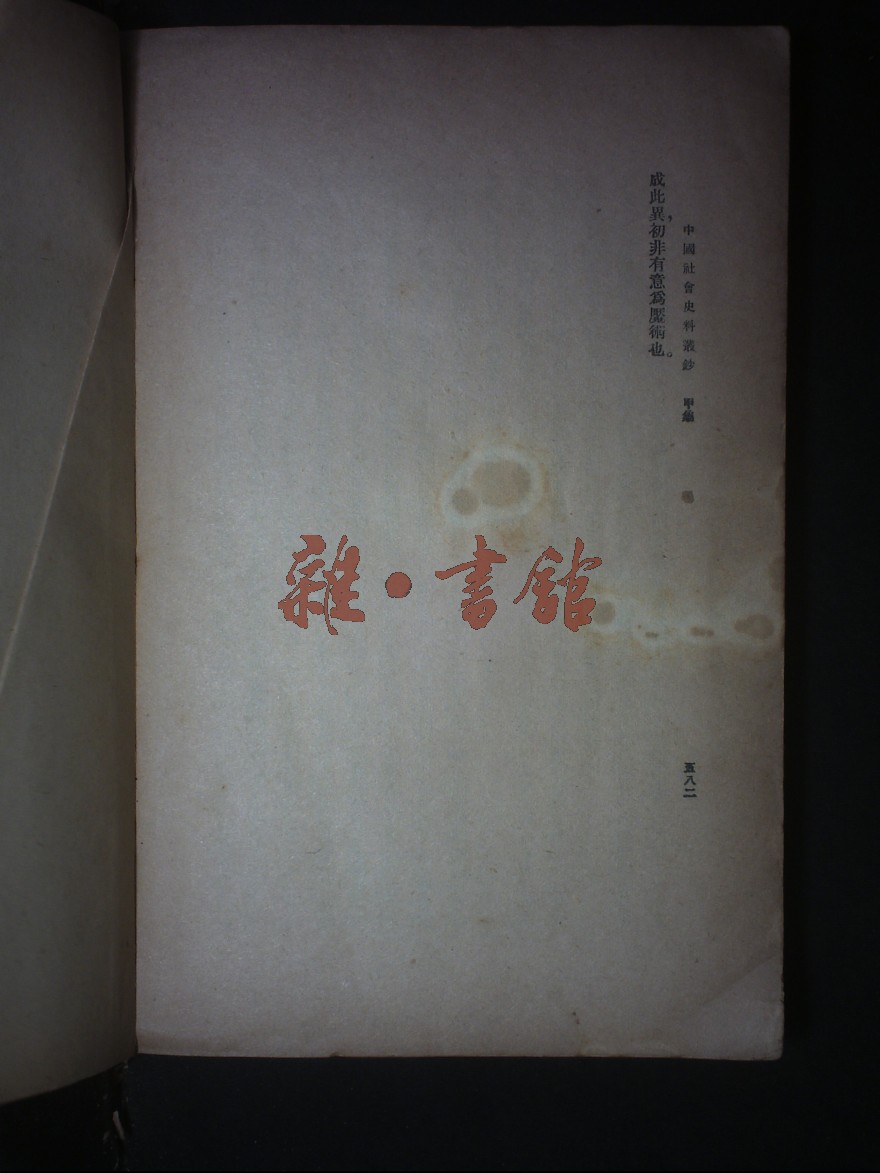 中國社會史料叢鈔 甲編
五八二
成此異，初非有意爲魘術也。
雜・書館